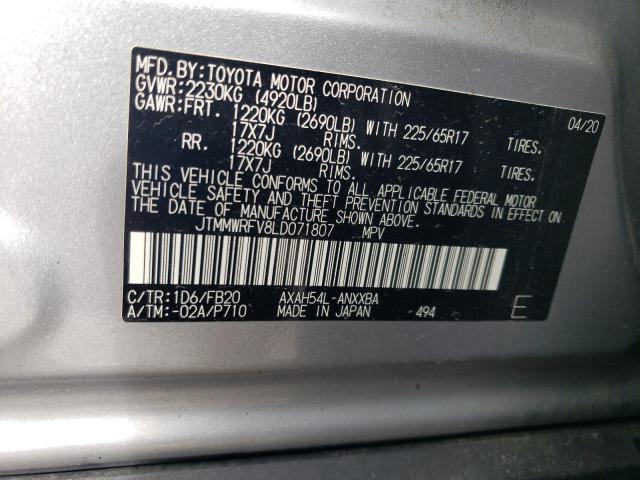 MFD. BY: TOYOTA MOTOR CORPORATION 04/20
GVWR: 2230KG (4920LB)
GAWR: FRT. 1220KG (2690LB) WITH 225/65R17 TIRES.
17X7J RIMS.
RR. 1220KG (2690LB) WITH 225/65R17 TIRES.
17X7J RIMS.
THIS VEHICLE CONFORMS TO ALL APPLICABLE FEDERAL MOTOR
VEHICLE SAFETY AND THEFT PREVENTION STANDARDS IN EFFECT ON
THE DATE OF MANUFACTURE SHOWN ABOVE.
JTMMWRFV8LD071807 MPV
C/TR: 1D6/FB20 AXAH54L-ANXXBA
A/TM: -02A/P710 MADE IN JAPAN 494 E